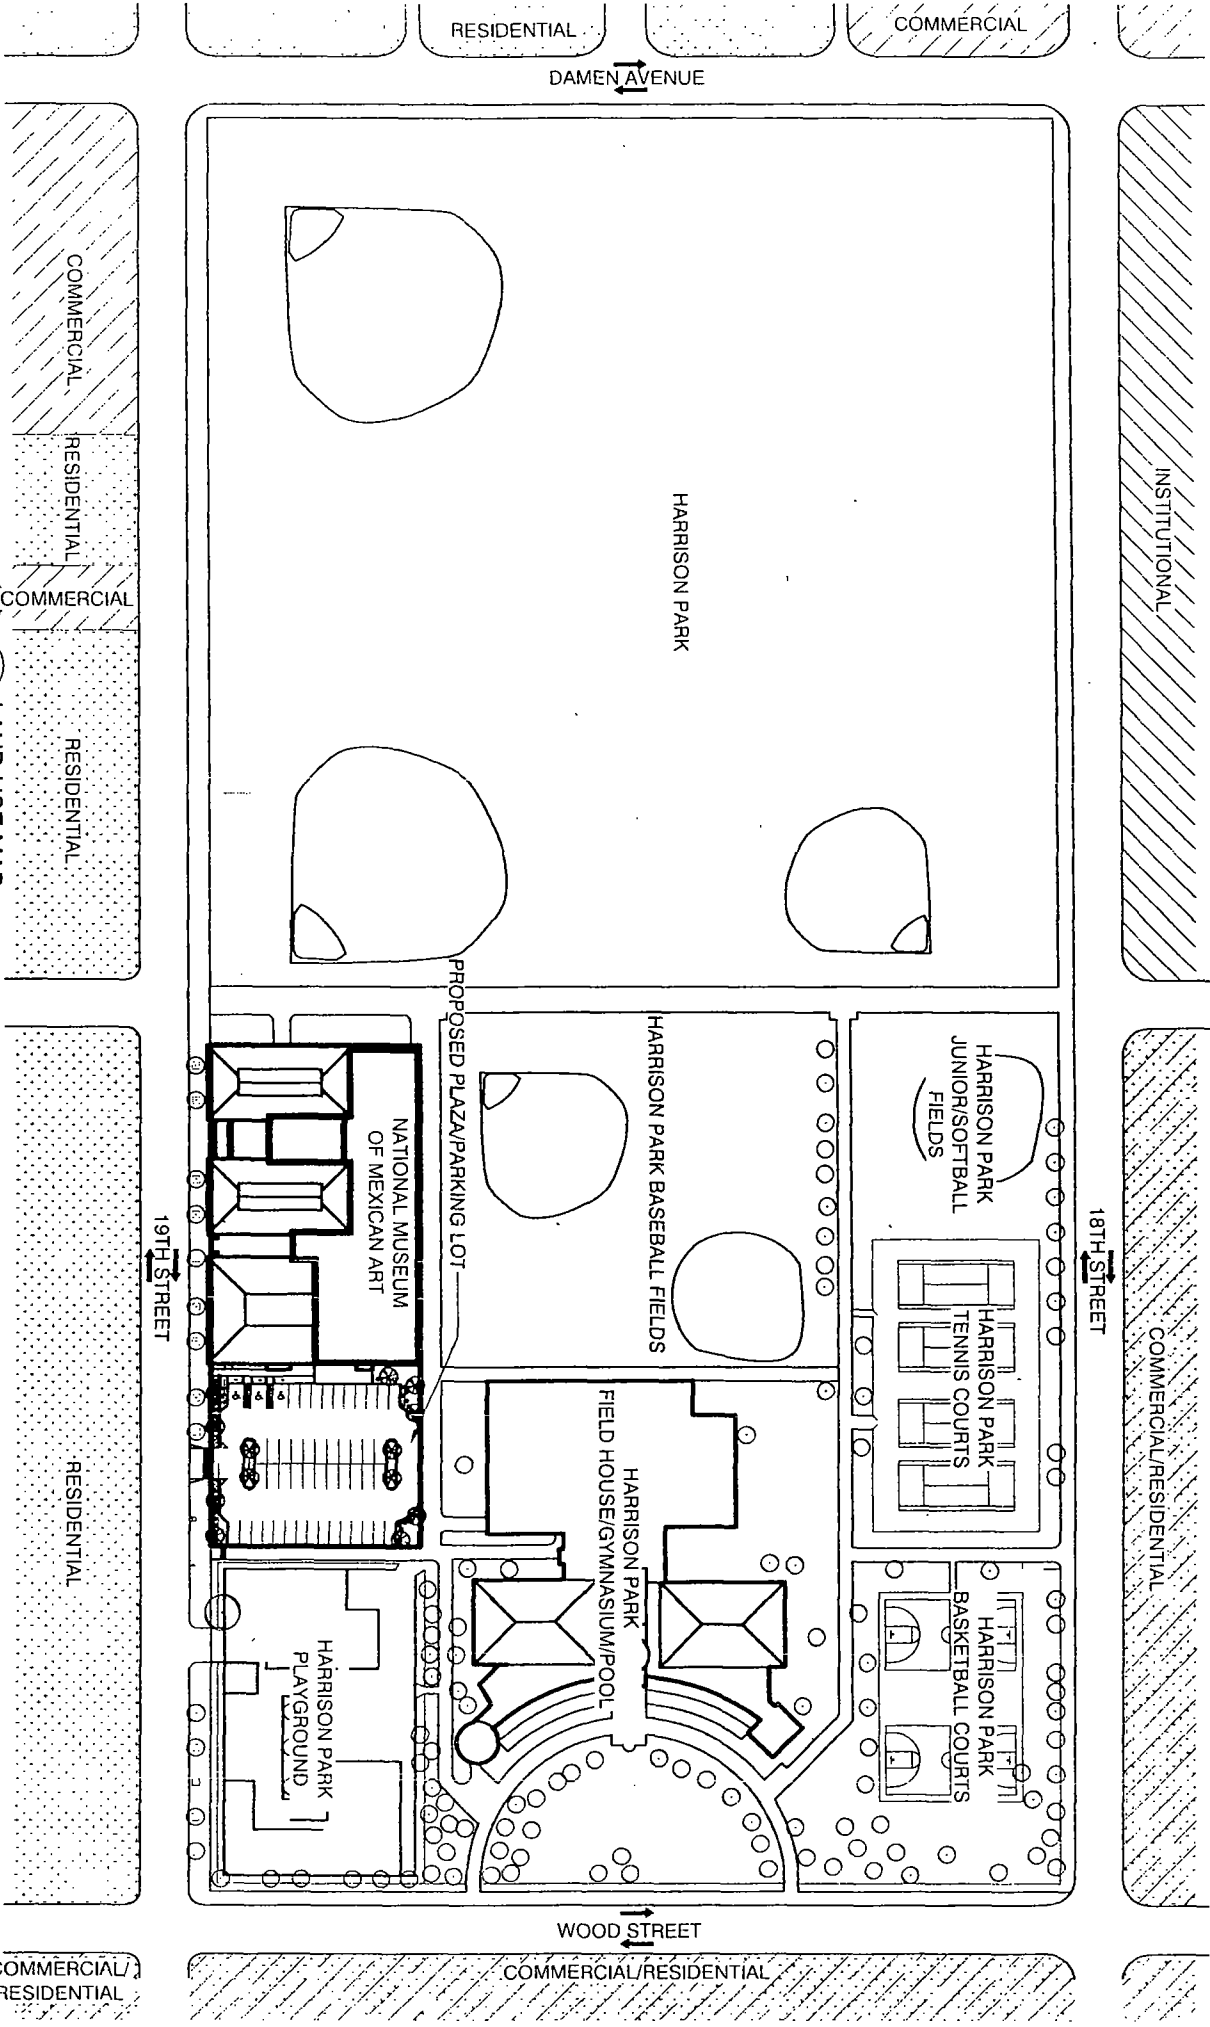 RESIDENTIAL
COMMERCIAL
DAMEN AVENUE
COMMERCIAL
RESIDENTIAL
COMMERCIAL
RESIDENTIAL
INSTITUTIONAL
HARRISON PARK
PROPOSED PLAZA/PARKING LOT
HARRISON PARK BASEBALL FIELDS
HARRISON PARK
JUNIOR/SOFTBALL
FIELDS
NATIONAL MUSEUM
OF MEXICAN ART
19TH STREET
18TH STREET
HARRISON PARK
TENNIS COURTS
COMMERCIAL/RESIDENTIAL
RESIDENTIAL
HARRISON PARK
FIELD HOUSE/GYMNASIUM/POOL
HARRISON PARK
BASKETBALL COURTS
HARRISON PARK
PLAYGROUND
WOOD STREET
COMMERCIAL/RESIDENTIAL
COMMERCIAL/
RESIDENTIAL